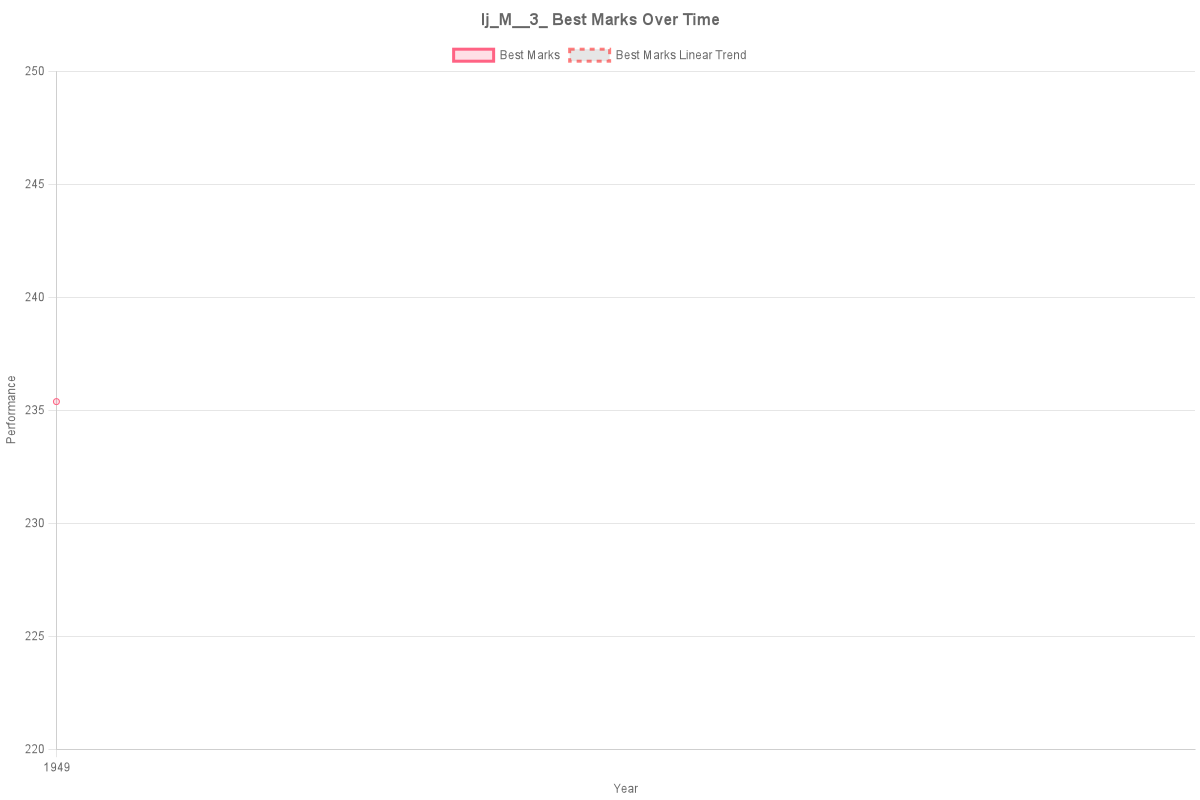 lj_M__3_ Best Marks Over Time
Best Marks Best Marks Linear Trend
250
245
240
235
230
225
220
Performance
1949
Year